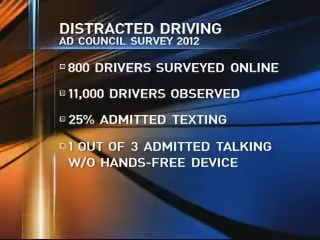 DISTRACTED DRIVING
AD COUNCIL SURVEY 2012
800 DRIVERS SURVEYED ONLINE
11,000 DRIVERS OBSERVED
25% ADMITTED TEXTING
1 OUT OF 3 ADMITTED TALKING
W/O HANDS-FREE DEVICE